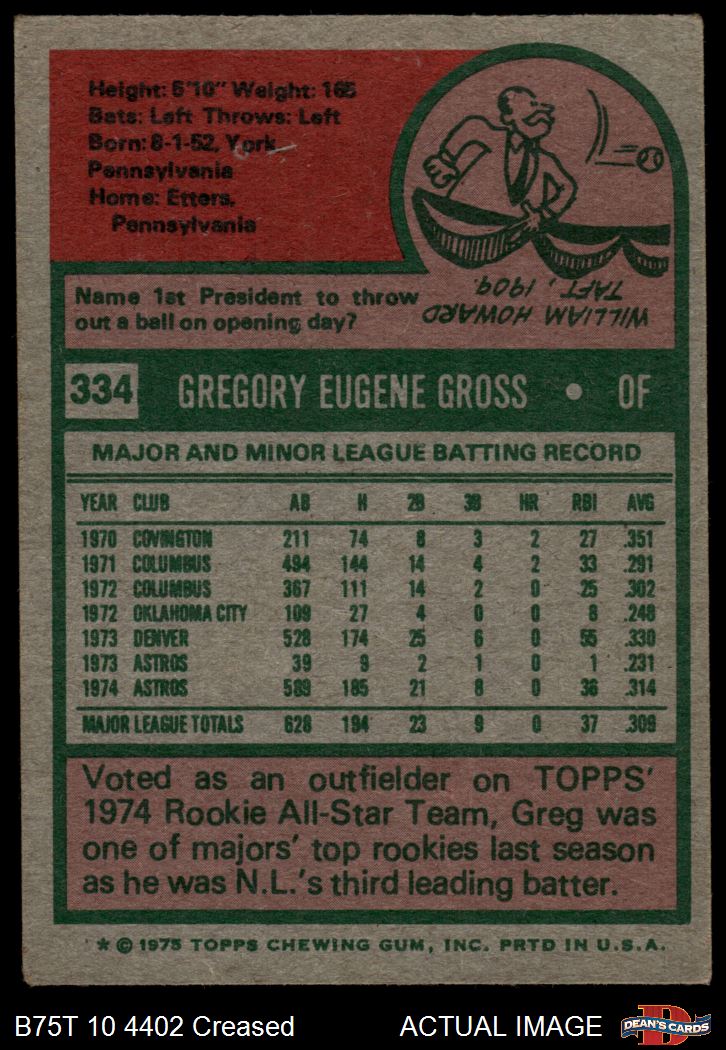 Height: 5'10" Weight: 165
Bats: Left Throws: Left
Born: 8-1-52, York
Pennsylvania
Home: Etters,
Pennsylvania
Name 1st President to throw
out a ball on opening day?
WILLIAM HOWARD
TAFT, 1909.
334 GREGORY EUGENE GROSS • OF
MAJOR AND MINOR LEAGUE BATTING RECORD
YEAR CLUB AB H 2B 3B HR RBI AVG
1970 COVINGTON 211 74 8 3 2 27 .351
1971 COLUMBUS 494 144 14 4 2 33 .291
1972 COLUMBUS 367 111 14 2 0 25 .302
1972 OKLAHOMA CITY 109 27 4 0 0 8 .248
1973 DENVER 528 174 25 6 0 55 .330
1973 ASTROS 39 9 2 1 0 1 .231
1974 ASTROS 589 185 21 8 0 36 .314
MAJOR LEAGUE TOTALS 628 194 23 9 0 37 .309
Voted as an outfielder on TOPPS'
1974 Rookie All-Star Team, Greg was
one of majors' top rookies last season
as he was N.L.'s third leading batter.
* © 1975 TOPPS CHEWING GUM, INC. PRTD IN U.S.A.
B75T 10 4402 Creased ACTUAL IMAGE
D
DEAN'S CARDS